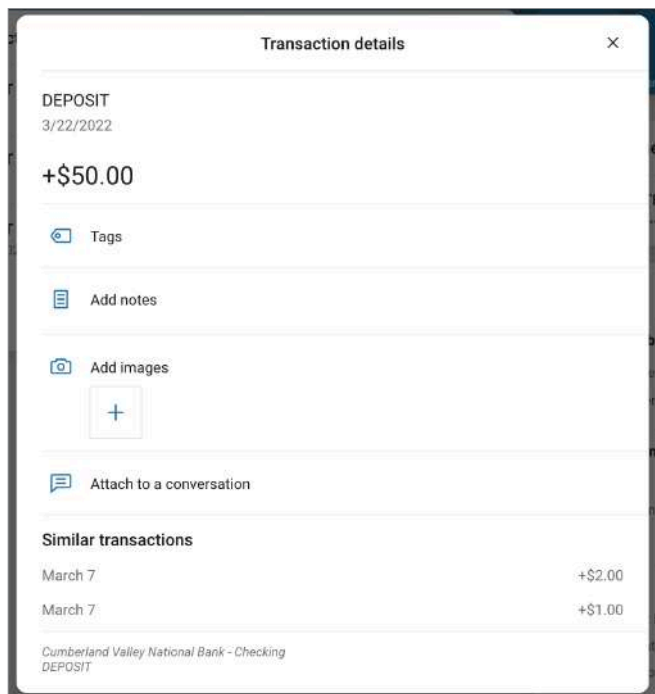 Transaction details
DEPOSIT
3/22/2022
+$50.00
Tags
Add notes
Add images
Attach to a conversation
Similar transactions
March 7 +$2.00
March 7 +$1.00
Cumberland Valley National Bank - Checking
DEPOSIT